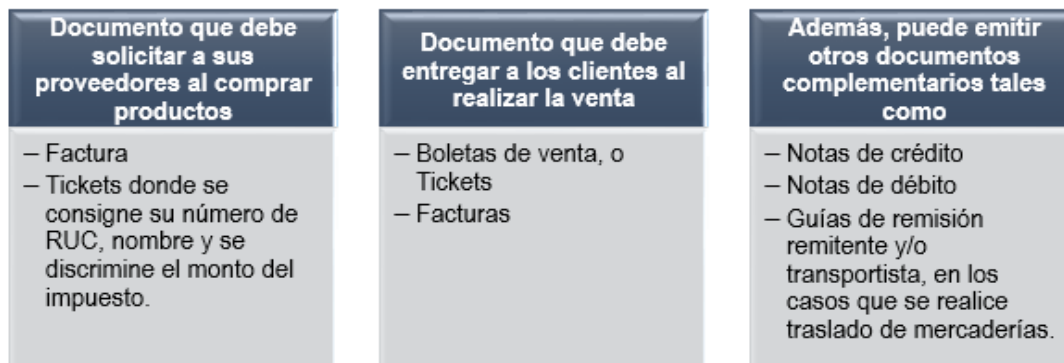 Documento que debe
solicitar a sus
proveedores al comprar
productos
– Factura
– Tickets donde se
consigne su número de
RUC, nombre y se
discrimine el monto del
impuesto.
Documento que debe
entregar a los clientes al
realizar la venta
– Boletas de venta, o
Tickets
– Facturas
Además, puede emitir
otros documentos
complementarios tales
como
– Notas de crédito
– Notas de débito
– Guías de remisión
remitente y/o
transportista, en los
casos que se realice
traslado de mercaderías.